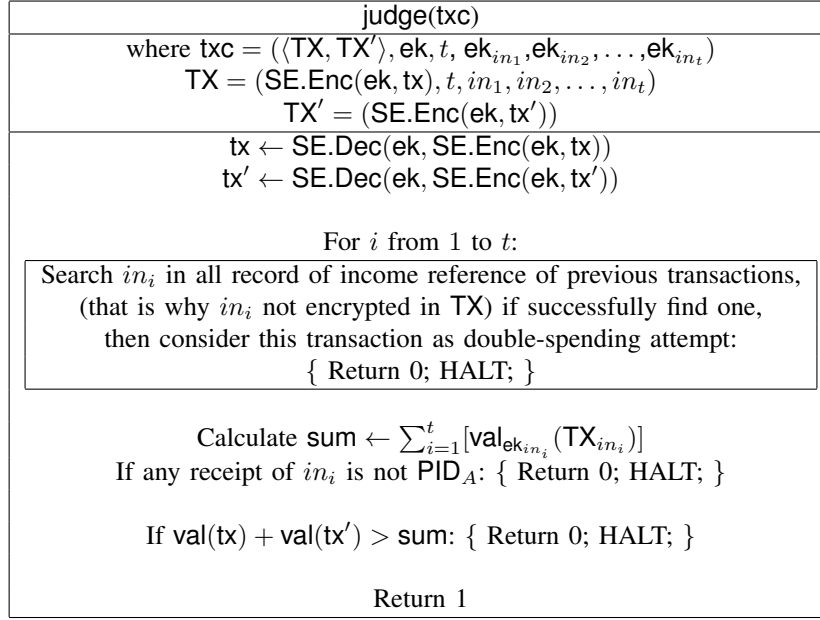 judge(txc)
where txc = (⟨TX, TX′⟩, ek, t, ek_{in_1},ek_{in_2},...,ek_{in_t})
TX = (SE.Enc(ek, tx), t, in_1, in_2, ..., in_t)
TX′ = (SE.Enc(ek, tx′))
tx ← SE.Dec(ek, SE.Enc(ek, tx))
tx′ ← SE.Dec(ek, SE.Enc(ek, tx′))
For i from 1 to t:
Search in_i in all record of income reference of previous transactions,
(that is why in_i not encrypted in TX) if successfully find one,
then consider this transaction as double-spending attempt:
{ Return 0; HALT; }
Calculate sum ← ∑_{i=1}^{t}[val_{ek_{in_i}}(TX_{in_i})]
If any receipt of in_i is not PID_A: { Return 0; HALT; }
If val(tx) + val(tx′) > sum: { Return 0; HALT; }
Return 1